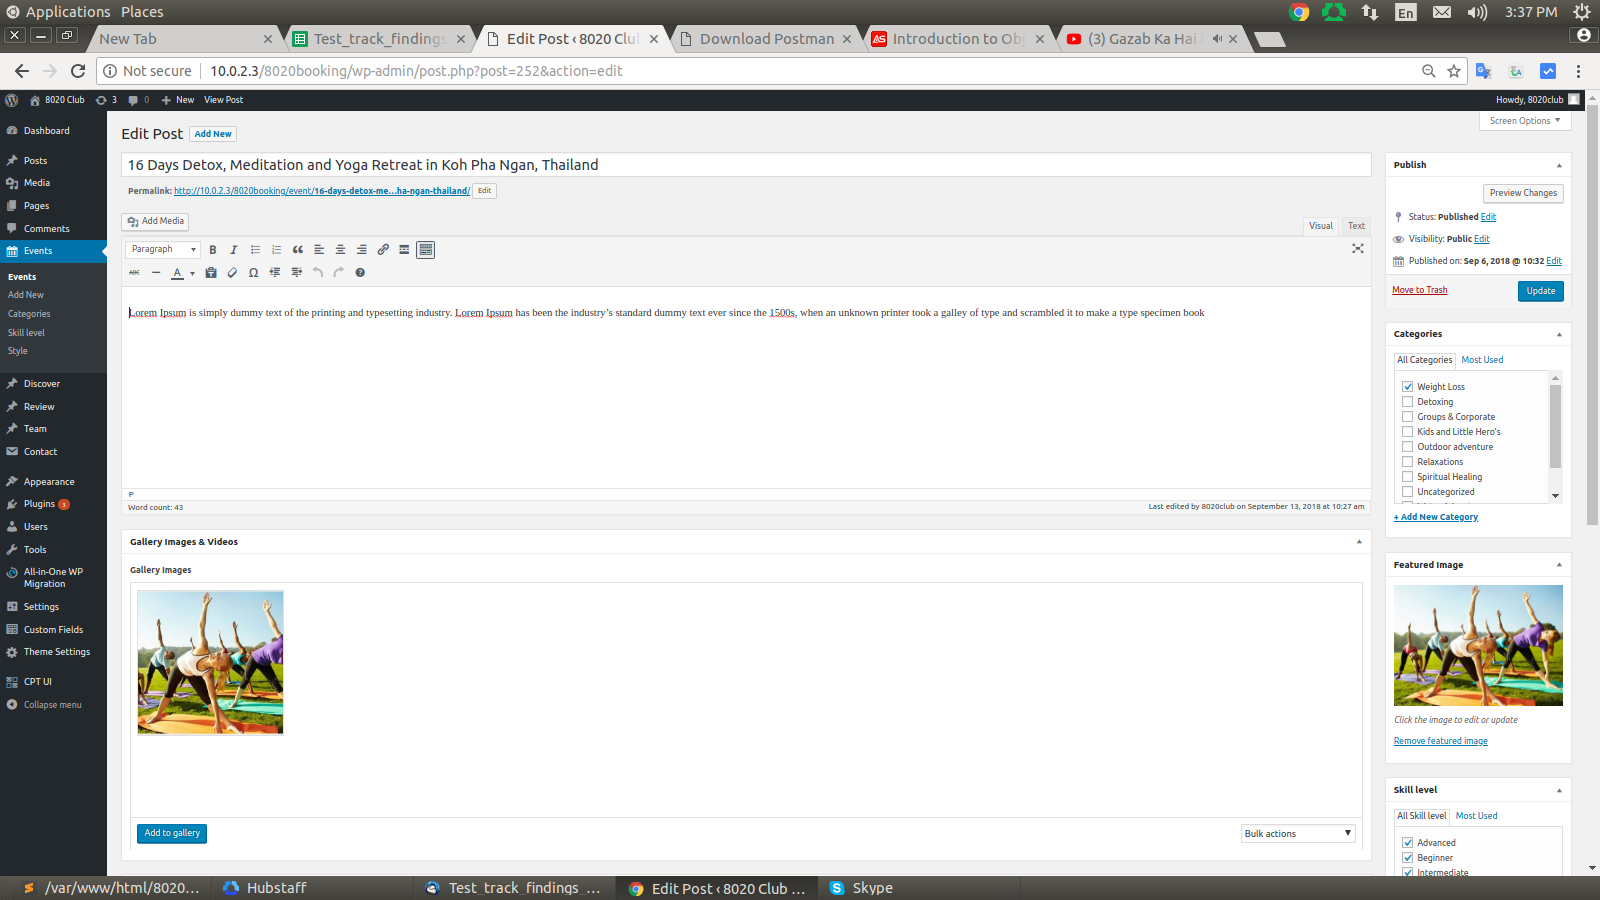 Applications Places
En 3:37 PM
New Tab
Test_track_findings
Edit Post ‹ 8020 Clu
Download Postman
Introduction to Obj
(3) Gazab Ka Hai
Not secure 10.0.2.3/8020booking/wp-admin/post.php?post=252&action=edit
8020 Club 3 0 New View Post
Howdy, 8020club
Dashboard
Posts
Media
Pages
Comments
Events
Events
Add New
Categories
Skill level
Style
Discover
Review
Team
Contact
Appearance
Plugins 1
Users
Tools
All-in-One WP
Migration
Settings
Custom Fields
Theme Settings
CPT UI
Collapse menu
Screen Options
Edit Post Add New
16 Days Detox, Meditation and Yoga Retreat in Koh Pha Ngan, Thailand
Permalink: http://10.0.2.3/8020booking/event/16-days-detox-me...ha-ngan-thailand/ Edit
Add Media
Visual Text
Paragraph
B I
ABC A Ω
Lorem Ipsum is simply dummy text of the printing and typesetting industry. Lorem Ipsum has been the industry’s standard dummy text ever since the 1500s, when an unknown printer took a galley of type and scrambled it to make a type specimen book
P
Word count: 43
Last edited by 8020club on September 13, 2018 at 10:27 am
Gallery Images & Videos
Gallery Images
Add to gallery
Bulk actions
Publish
Preview Changes
Status: Published Edit
Visibility: Public Edit
Published on: Sep 6, 2018 @ 10:32 Edit
Move to Trash Update
Categories
All Categories Most Used
Weight Loss
Detoxing
Groups & Corporate
Kids and Little Hero's
Outdoor adventure
Relaxations
Spiritual Healing
Uncategorized
+ Add New Category
Featured Image
Click the image to edit or update
Remove featured image
Skill level
All Skill level Most Used
Advanced
Beginner
Intermediate
/var/www/html/8020...
Hubstaff
Test_track_findings_...
Edit Post ‹ 8020 Club ...
Skype